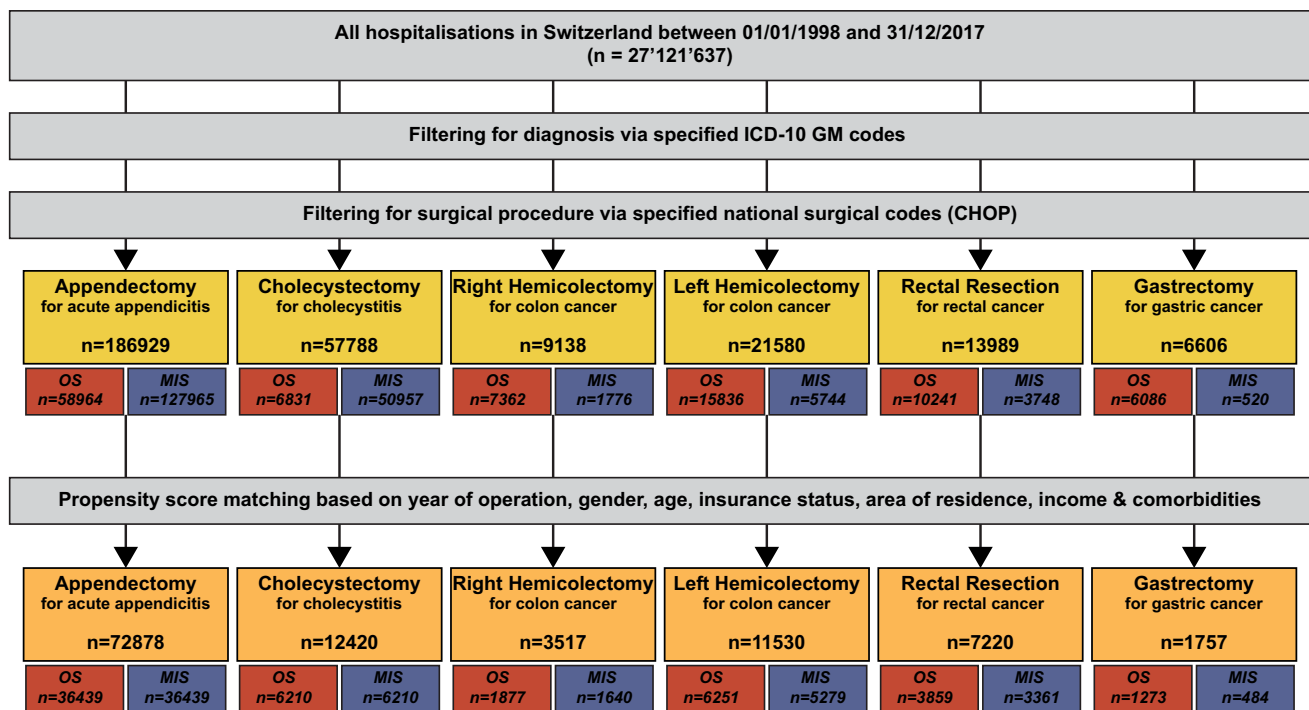 All hospitalisations in Switzerland between 01/01/1998 and 31/12/2017
(n = 27'121'637)
Filtering for diagnosis via specified ICD-10 GM codes
Filtering for surgical procedure via specified national surgical codes (CHOP)
Appendectomy
for acute appendicitis
n=186929
OS
n=58964
MIS
n=127965
Cholecystectomy
for cholecystitis
n=57788
OS
n=6831
MIS
n=50957
Right Hemicolectomy
for colon cancer
n=9138
OS
n=7362
MIS
n=1776
Left Hemicolectomy
for colon cancer
n=21580
OS
n=15836
MIS
n=5744
Rectal Resection
for rectal cancer
n=13989
OS
n=10241
MIS
n=3748
Gastrectomy
for gastric cancer
n=6606
OS
n=6086
MIS
n=520
Propensity score matching based on year of operation, gender, age, insurance status, area of residence, income & comorbidities
Appendectomy
for acute appendicitis
n=72878
OS
n=36439
MIS
n=36439
Cholecystectomy
for cholecystitis
n=12420
OS
n=6210
MIS
n=6210
Right Hemicolectomy
for colon cancer
n=3517
OS
n=1877
MIS
n=1640
Left Hemicolectomy
for colon cancer
n=11530
OS
n=6251
MIS
n=5279
Rectal Resection
for rectal cancer
n=7220
OS
n=3859
MIS
n=3361
Gastrectomy
for gastric cancer
n=1757
OS
n=1273
MIS
n=484